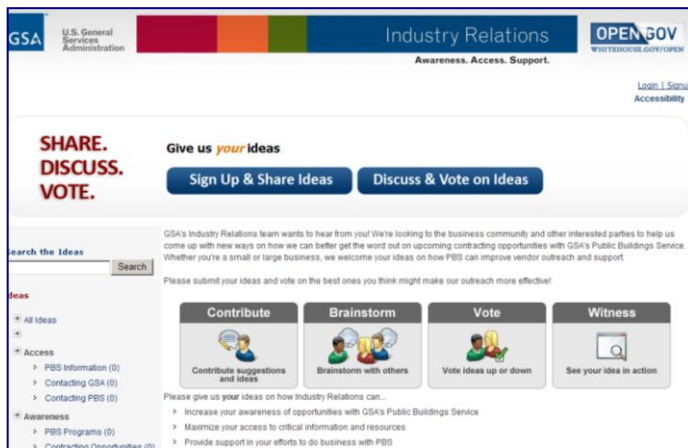 GSA
U.S. General
Services
Administration
Industry Relations
OPEN GOV
WHITEHOUSE.GOV/OPEN
Awareness. Access. Support.
Login | Signu
Accessibility
SHARE.
DISCUSS.
VOTE.
Give us your ideas
Sign Up & Share Ideas
Discuss & Vote on Ideas
GSA's Industry Relations team wants to hear from you! We're looking to the business community and other interested parties to help us
come up with new ways on how we can better get the word out on upcoming contracting opportunities with GSA's Public Buildings Service.
Whether you're a small or large business, we welcome your ideas on how PBS can improve vendor outreach and support.
Please submit your ideas and vote on the best ones you think might make our outreach more effective!
Search the Ideas
Search
deas
All Ideas
Access
PBS Information (0)
Contacting GSA (0)
Contacting PBS (0)
Awareness
PBS Programs (0)
Contracting Opportunities (0)
Contribute
Contribute suggestions
and ideas
Brainstorm
Brainstorm with others
Vote
Vote ideas up or down
Witness
See your idea in action
Please give us your ideas on how Industry Relations can...
Increase your awareness of opportunities with GSA's Public Buildings Service
Maximize your access to critical information and resources
Provide support in your efforts to do business with PBS